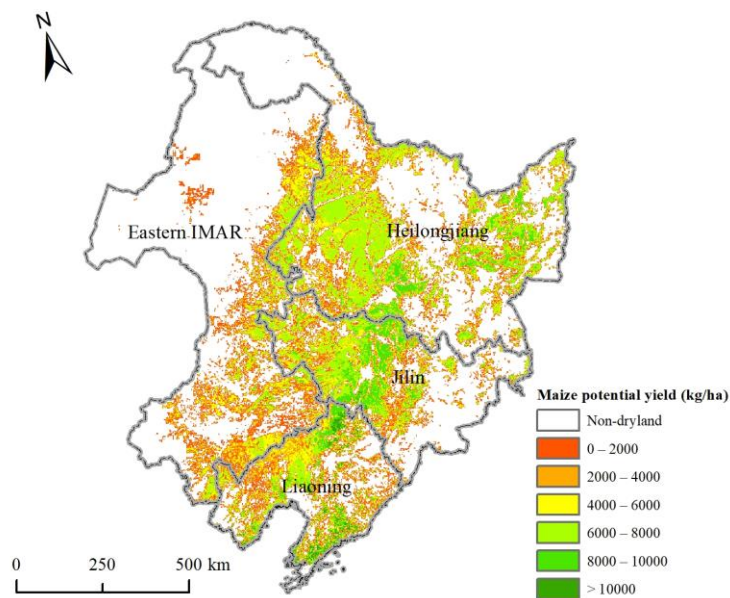 N
Eastern IMAR
Heilongjiang
Jilin
Liaoning
Maize potential yield (kg/ha)
Non-dryland
0 – 2000
2000 – 4000
4000 – 6000
6000 – 8000
8000 – 10000
> 10000
0 250 500 km